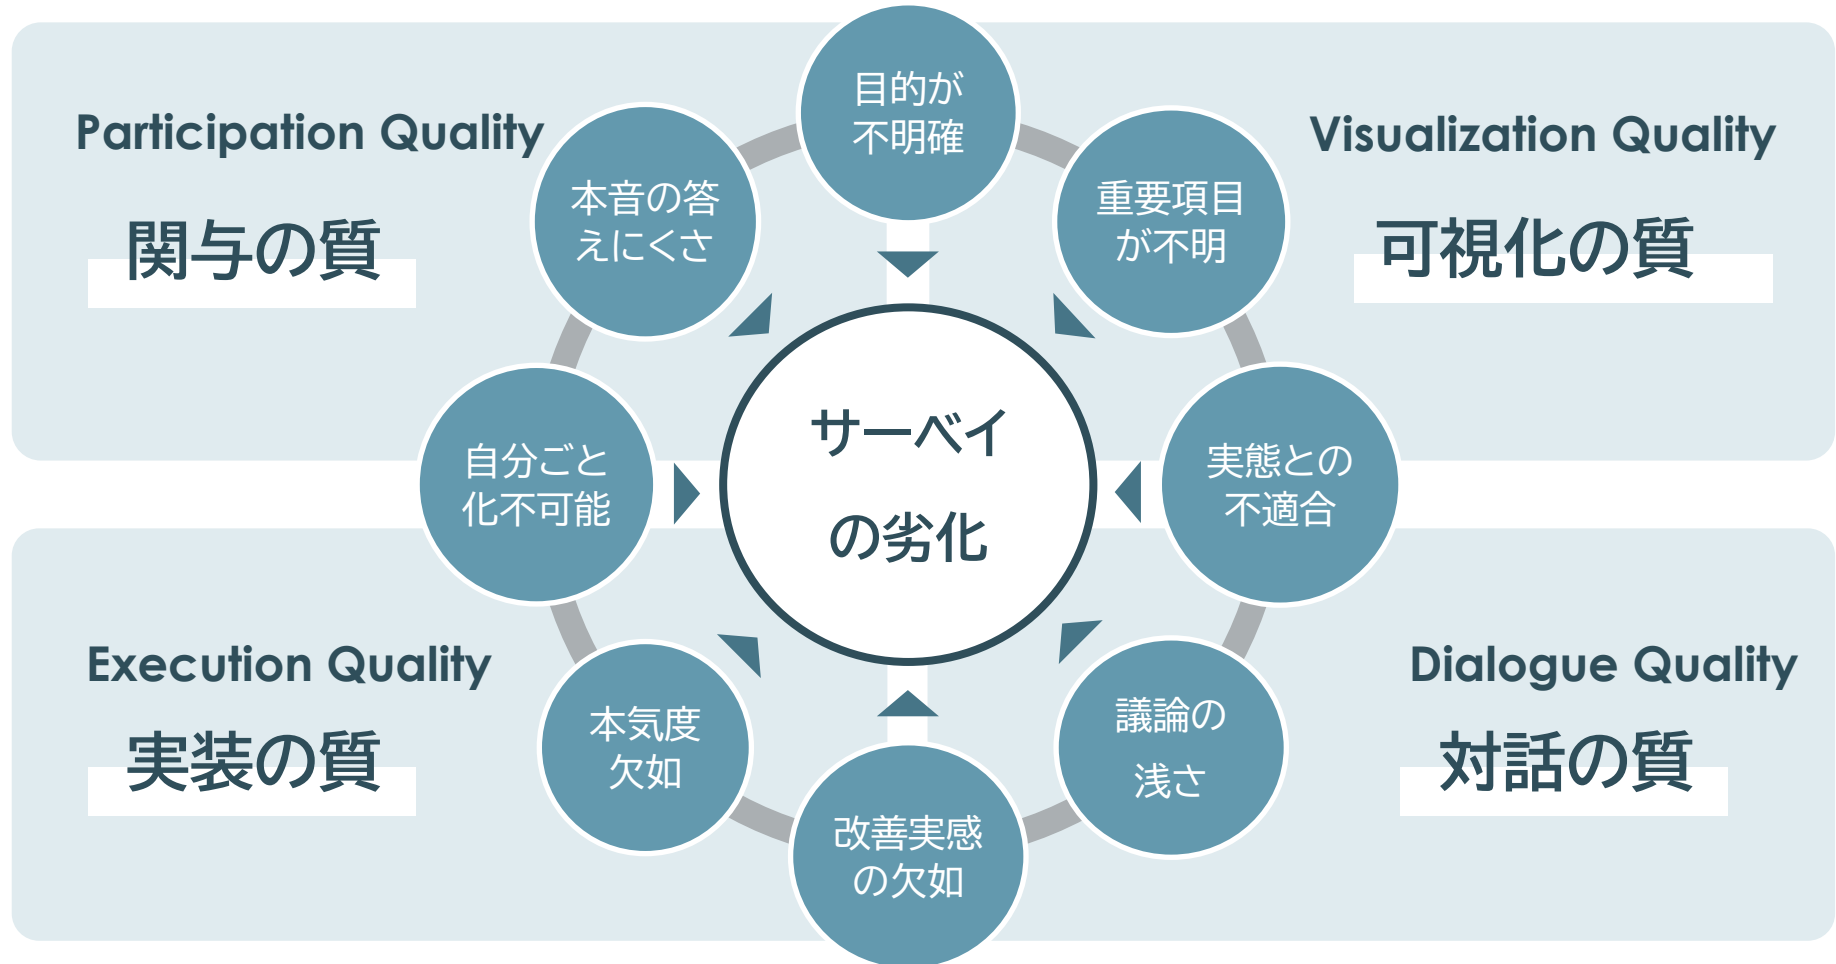 Participation Quality
関与の質
Visualization Quality
可視化の質
目的が
不明確
本音の答
えにくさ
重要項目
が不明
自分ごと
化不可能
サーベイ
の劣化
実態との
不適合
Execution Quality
実装の質
Dialogue Quality
対話の質
本気度
欠如
議論の
浅さ
改善実感
の欠如